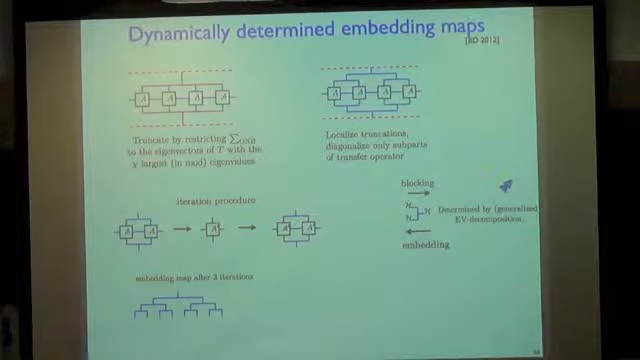 Dynamically determined embedding maps
[BD 2012]
A A A A
Truncate by restricting ∑ONB
to the eigenvectors of T with the
χ largest (in mod) eigenvalues
A A A A
Localize truncations,
diagonalize only subparts
of transfer operator
iteration procedure
A A
A'
A' A'
embedding map after 3 iterations
blocking
H
H
H
Determined by (generalized
EV-decomposition.
embedding